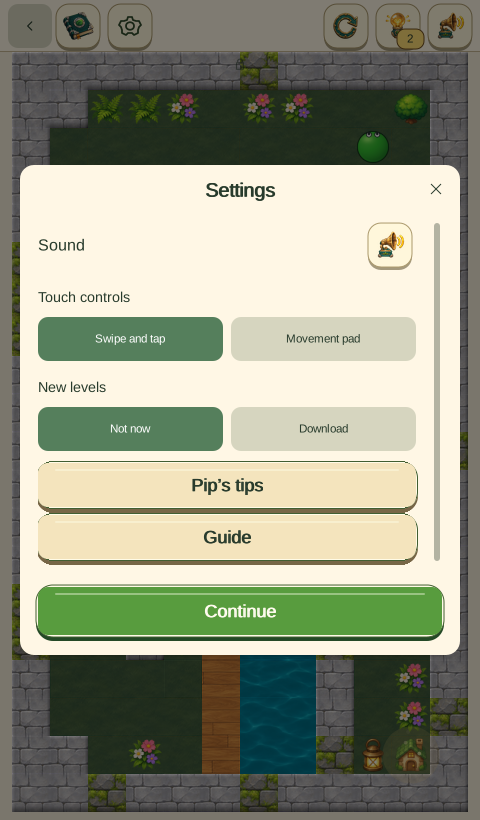 2
Settings
Sound
Touch controls
Swipe and tap
Movement pad
New levels
Not now
Download
Pip’s tips
Guide
Continue